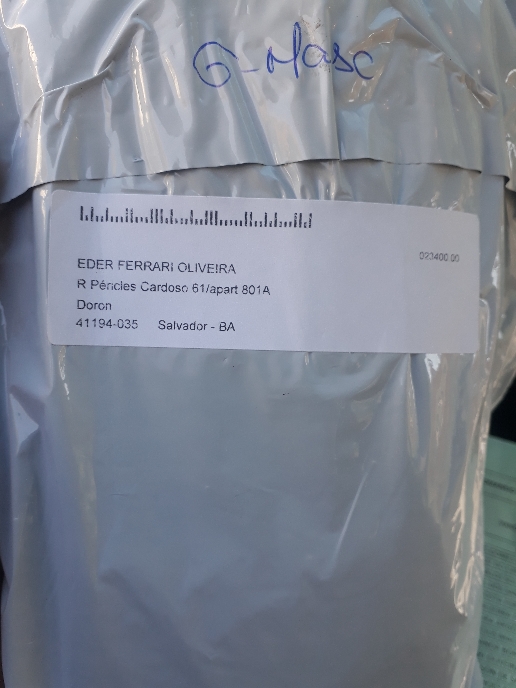 G-Masc
023400.00
EDER FERRARI OLIVEIRA
R Péricles Cardoso 61/apart 801A
Doron
41194-035 Salvador - BA